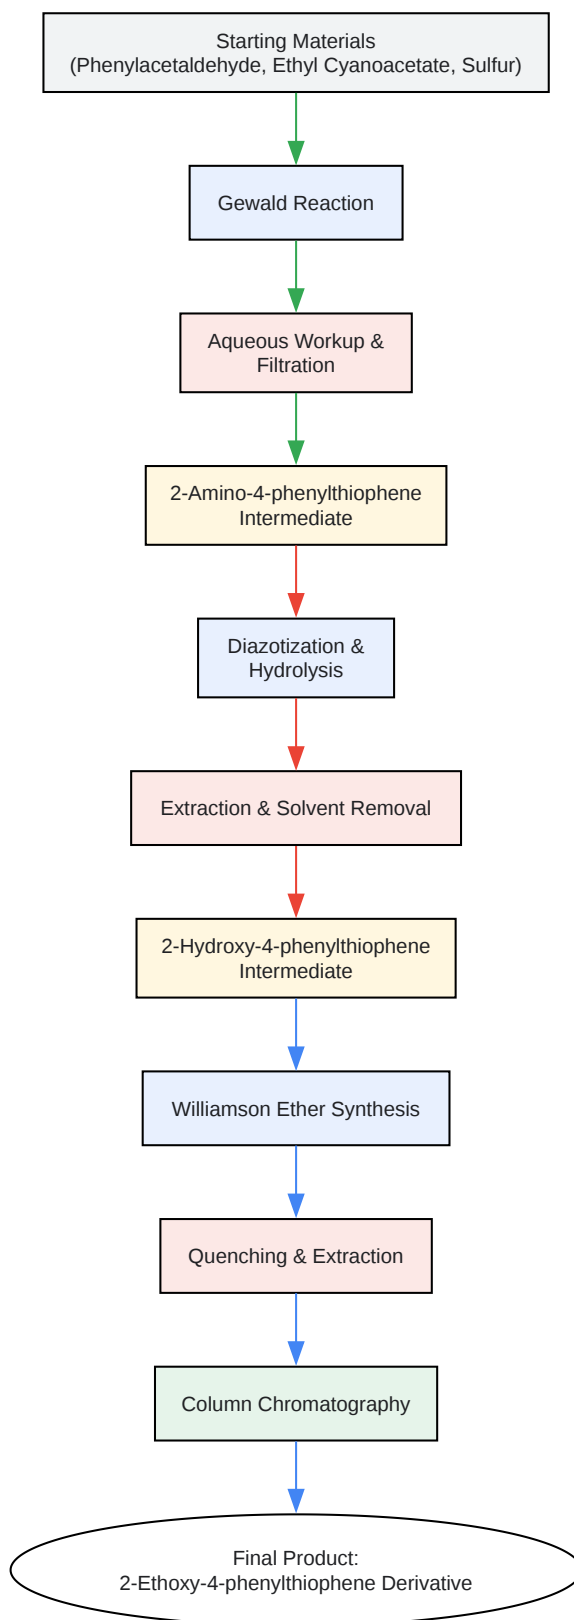 Starting Materials
(Phenylacetaldehyde, Ethyl Cyanoacetate, Sulfur)
Gewald Reaction
Aqueous Workup &
Filtration
2-Amino-4-phenylthiophene
Intermediate
Diazotization &
Hydrolysis
Extraction & Solvent Removal
2-Hydroxy-4-phenylthiophene
Intermediate
Williamson Ether Synthesis
Quenching & Extraction
Column Chromatography
Final Product:
2-Ethoxy-4-phenylthiophene Derivative